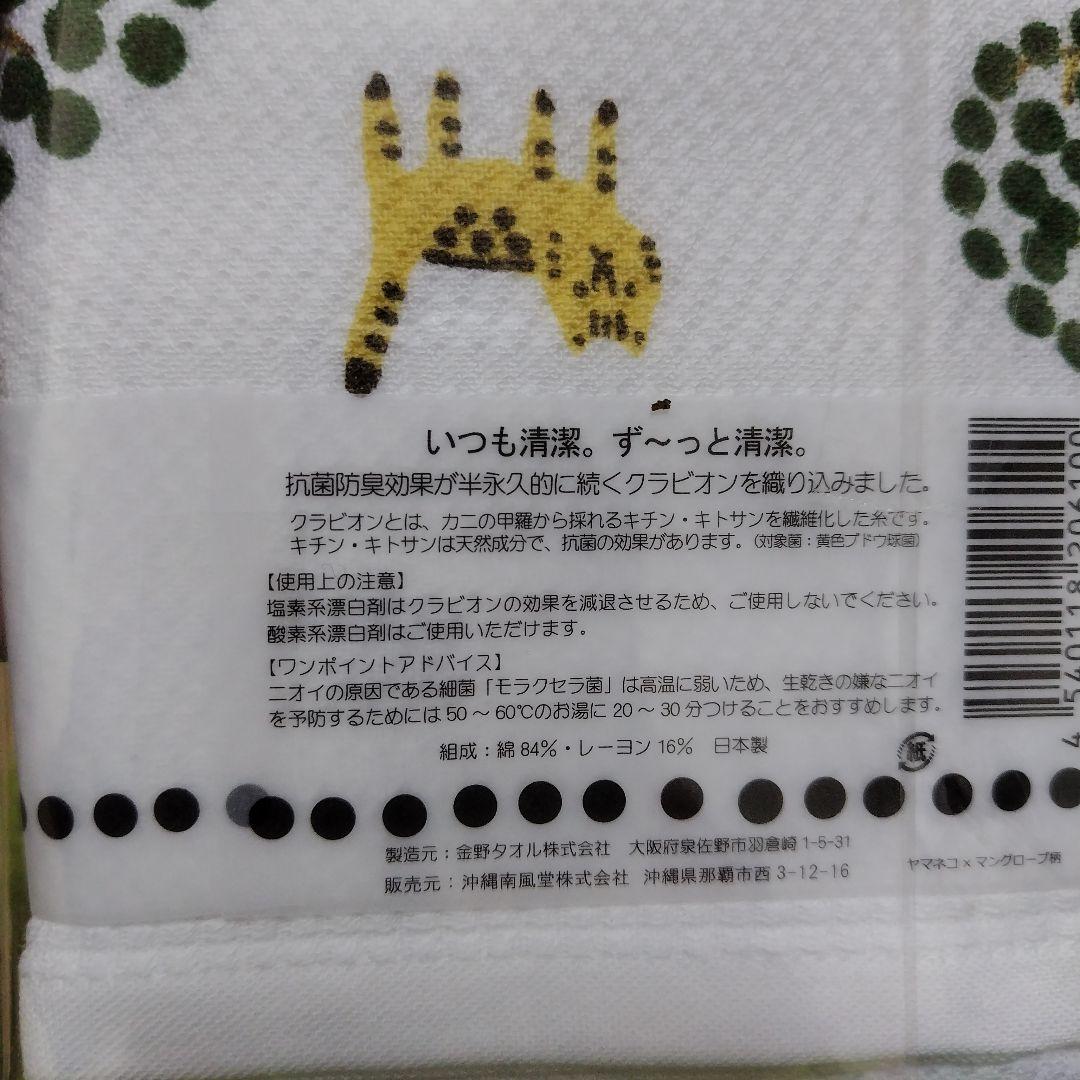 いつも清潔。ず〜っと清潔。
抗菌防臭効果が半永久的に続くクラビオンを織り込みました。
クラビオンとは、カニの甲羅から採れるキチン・キトサンを繊維化した糸です。
キチン・キトサンは天然成分で、抗菌の効果があります。(対象菌：黄色ブドウ球菌)
【使用上の注意】
塩素系漂白剤はクラビオンの効果を減退させるため、ご使用しないでください。
酸素系漂白剤はご使用いただけます。
【ワンポイントアドバイス】
ニオイの原因である細菌「モラクセラ菌」は高温に弱いため、生乾きの嫌なニオイ
を予防するためには50〜60℃のお湯に20〜30分つけることをおすすめします。
組成：綿84%・レーヨン16%　日本製
紙
製造元：金野タオル株式会社　大阪府泉佐野市羽倉崎1-5-31
販売元：沖縄南風堂株式会社　沖縄県那覇市西3-12-16
ヤマネコ×マングローブ柄
4 540118 206100